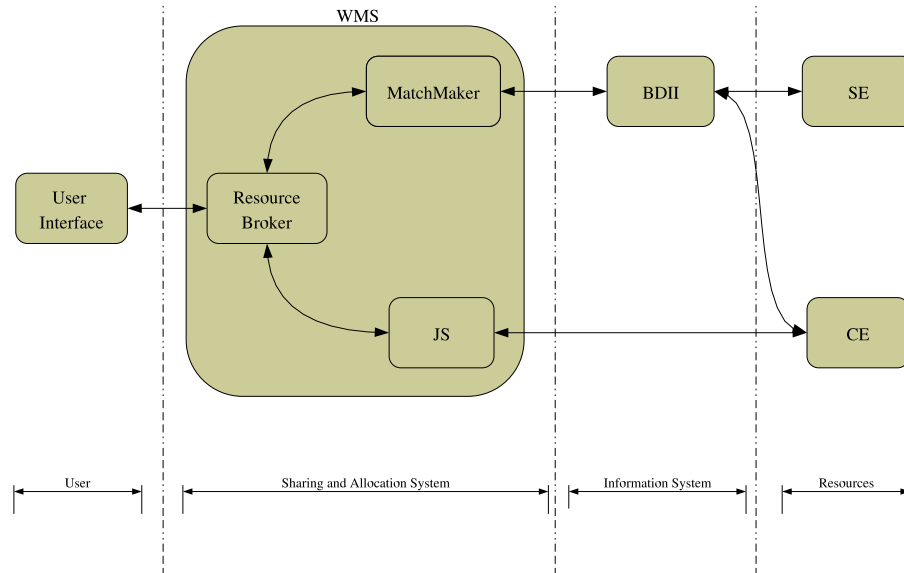 WMS
MatchMaker
BDII
SE
User
Interface
Resource
Broker
JS
CE
User
Sharing and Allocation System
Information System
Resources